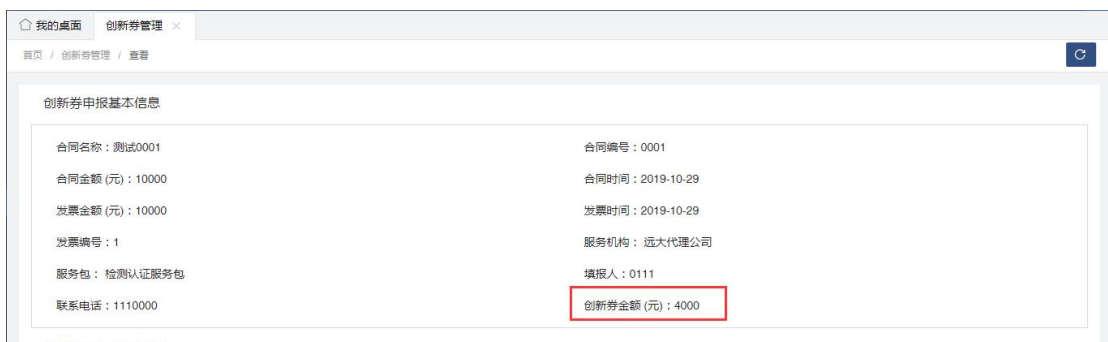 我的桌面 创新券管理 ×
首页 / 创新券管理 / 查看
创新券申报基本信息
合同名称：测试0001 合同编号：0001
合同金额 (元)：10000 合同时间：2019-10-29
发票金额 (元)：10000 发票时间：2019-10-29
发票编号：1 服务机构： 远大代理公司
服务包： 检测认证服务包 填报人：0111
联系电话：1110000 创新券金额 (元)：4000